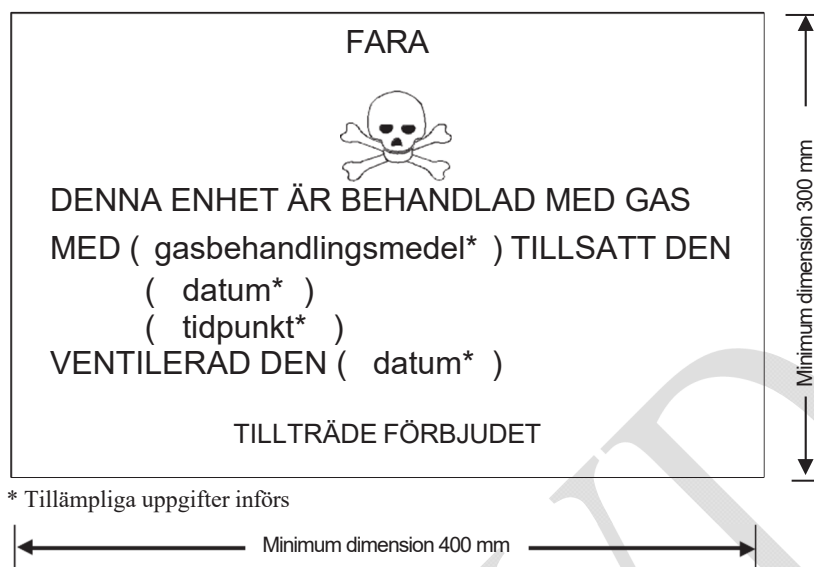 FARA
DENNA ENHET ÄR BEHANDLAD MED GAS
MED ( gasbehandlingsmedel* ) TILLSATT DEN
( datum* )
( tidpunkt* )
VENTILERAD DEN ( datum* )
TILLTRÄDE FÖRBJUDET
Minimum dimension 300 mm
* Tillämpliga uppgifter införs
Minimum dimension 400 mm